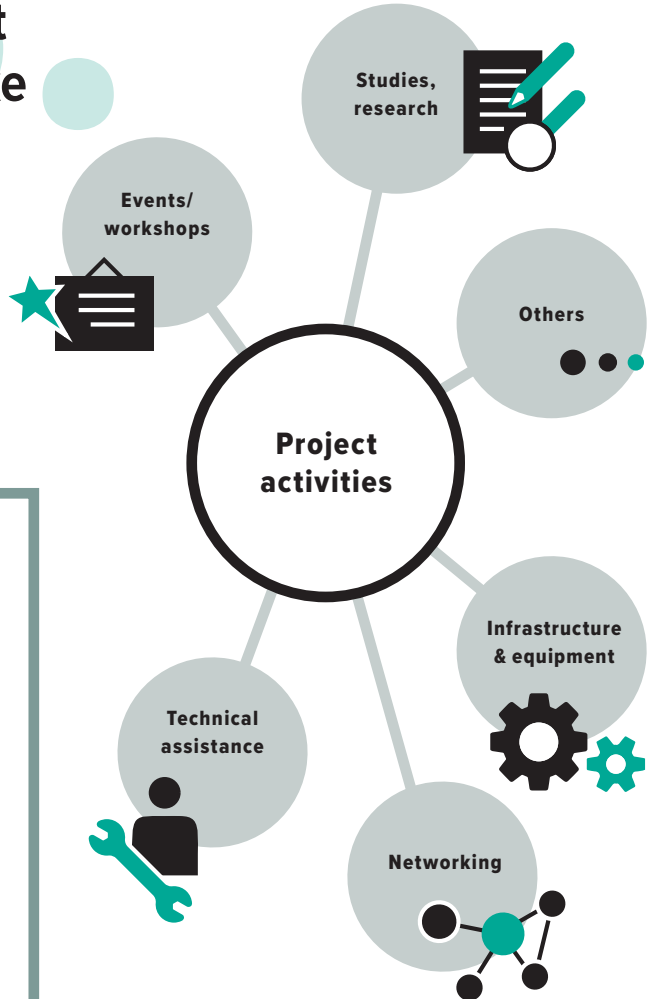 Studies,
research
Events/
workshops
Others
Project
activities
Infrastructure
& equipment
Technical
assistance
Networking